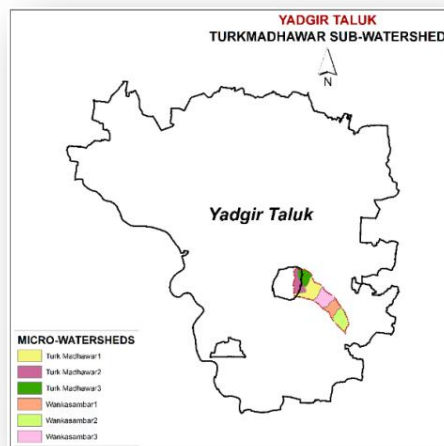 YADGIR TALUK
TURKMADHAWAR SUB-WATERSHED
N
Yadgir Taluk
MICRO-WATERSHEDS
Turk Madhawar1
Turk Madhawar2
Turk Madhawar3
Wankasambar1
Wankasambar2
Wankasambar3